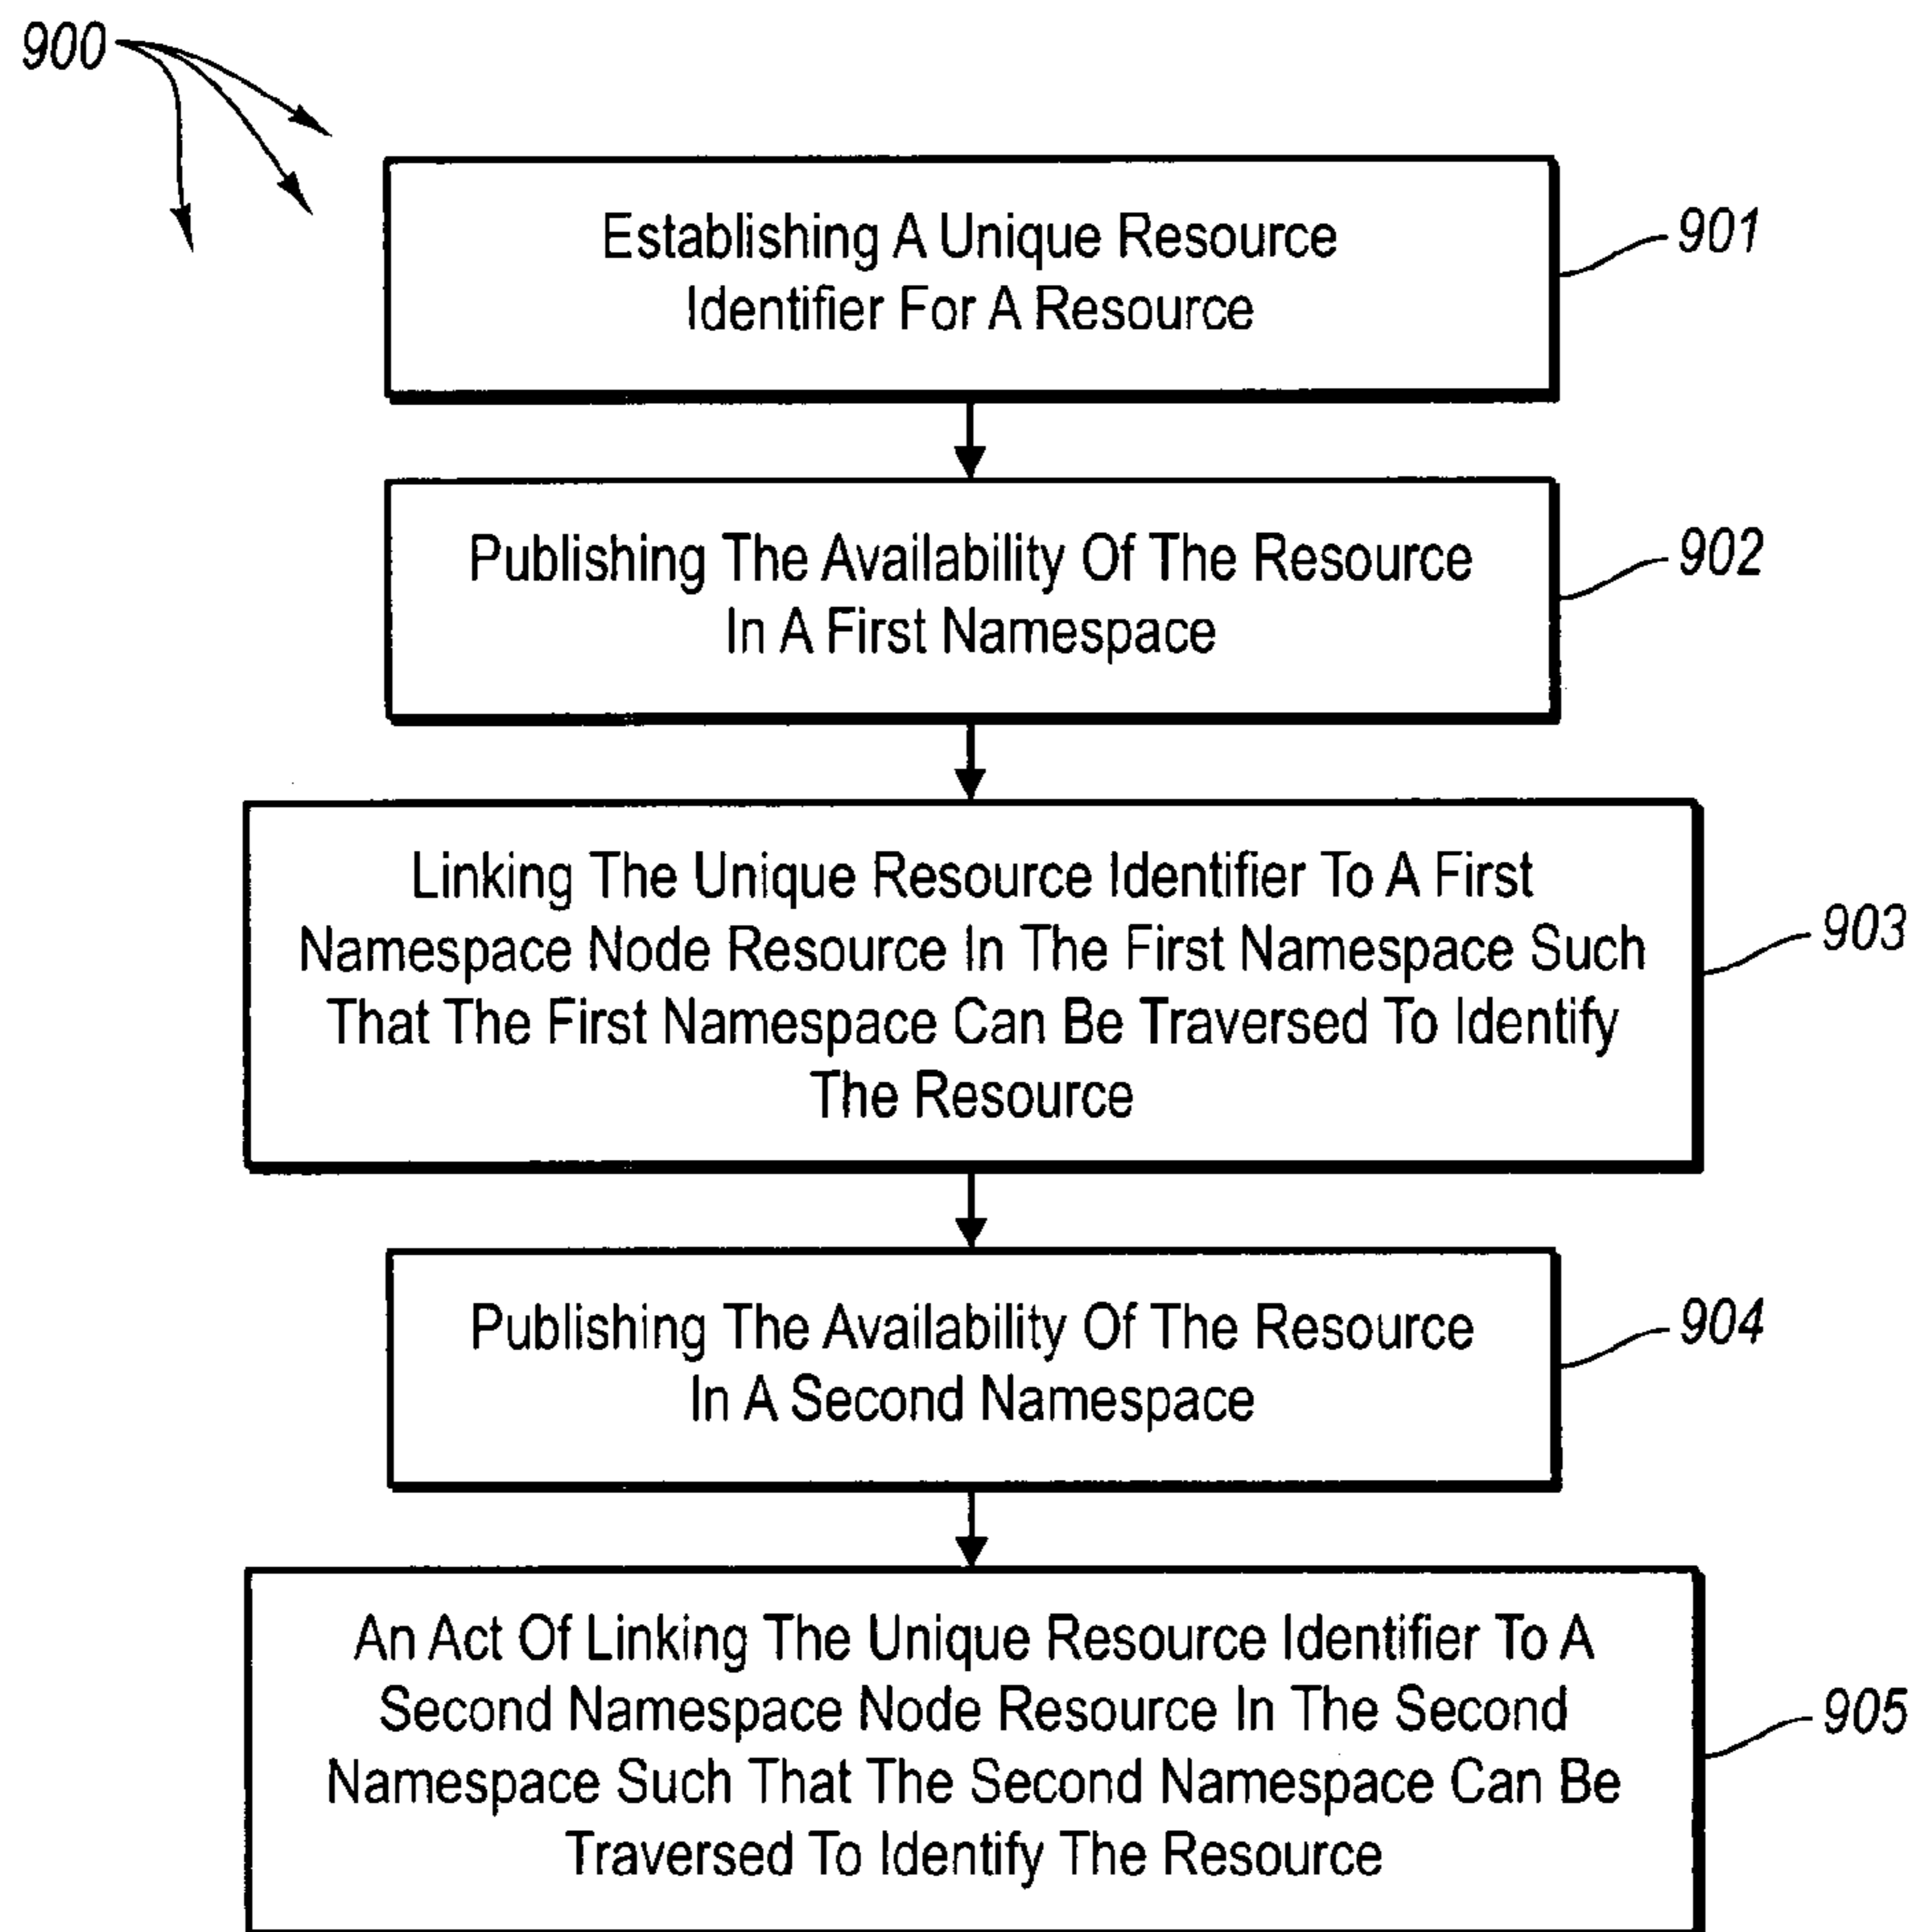 900
Establishing A Unique Resource
Identifier For A Resource
901
Publishing The Availability Of The Resource
In A First Namespace
902
Linking The Unique Resource Identifier To A First
Namespace Node Resource In The First Namespace Such
That The First Namespace Can Be Traversed To Identify
The Resource
903
Publishing The Availability Of The Resource
In A Second Namespace
904
An Act Of Linking The Unique Resource Identifier To A
Second Namespace Node Resource In The Second
Namespace Such That The Second Namespace Can Be
Traversed To Identify The Resource
905